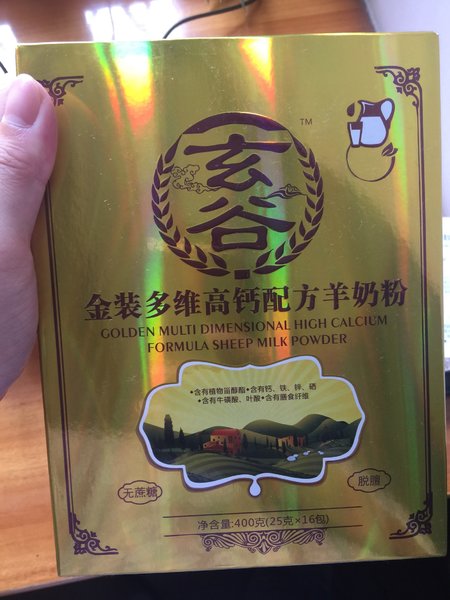 玄谷
TM
金装多维高钙配方羊奶粉
GOLDEN MULTI DIMENSIONAL HIGH CALCIUM
FORMULA SHEEP MILK POWDER
•含有植物甾醇酯•含有钙、铁、锌、硒
•含有牛磺酸、叶酸•含有膳食纤维
无蔗糖
脱膻
净含量:400克(25克×16包)